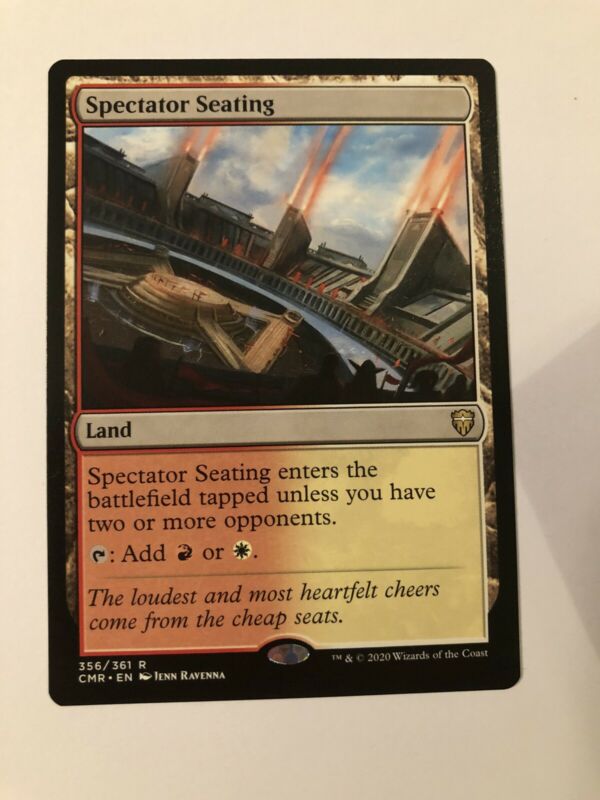 Spectator Seating
Land
Spectator Seating enters the
battlefield tapped unless you have
two or more opponents.
: Add or .
The loudest and most heartfelt cheers
come from the cheap seats.
356/361 R
CMR • EN Jenn Ravenna
™ & © 2020 Wizards of the Coast